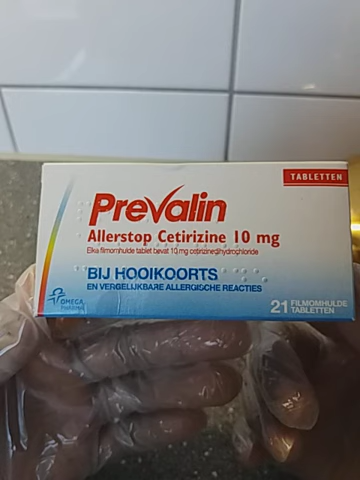 TABLETTEN
Prevalin
Allerstop Cetirizine 10 mg
Elke filmomhulde tablet bevat 10 mg cetirizinedihydrochloride
BIJ HOOIKOORTS
EN VERGELIJKBARE ALLERGISCHE REACTIES
OMEGA
PHARMA
21 FILMOMHULDE
TABLETTEN